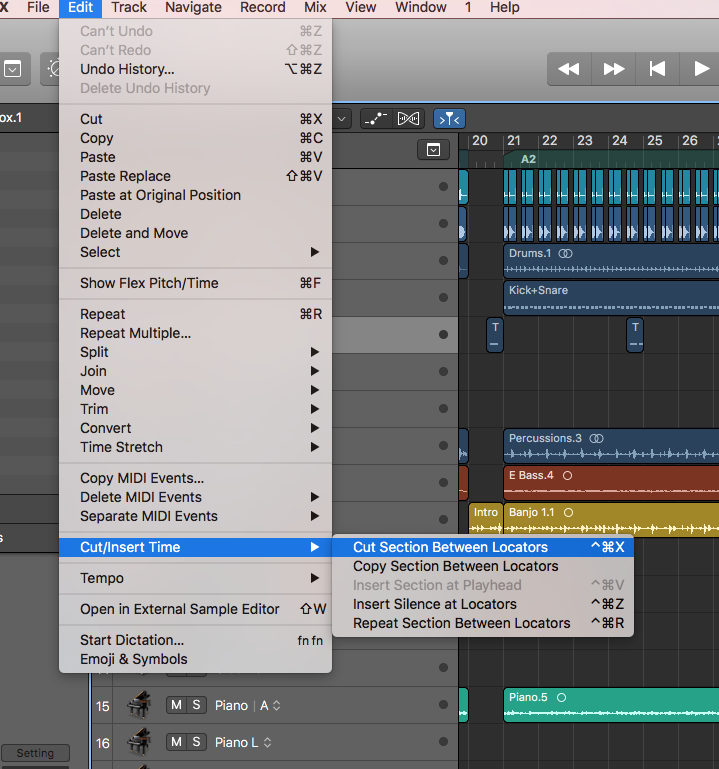 X File Edit Track Navigate Record Mix View Window 1 Help
Can't Undo ⌘Z
Can't Redo ⇧⌘Z
Undo History... ⌥⌘Z
Delete Undo History
ox.1
Cut ⌘X
Copy ⌘C
Paste ⌘V
Paste Replace ⇧⌘V
Paste at Original Position
Delete
Delete and Move
Select
Show Flex Pitch/Time ⌘F
Repeat ⌘R
Repeat Multiple...
Split
Join
Move
Trim
Convert
Time Stretch
Copy MIDI Events...
Delete MIDI Events
Separate MIDI Events
Cut/Insert Time
Tempo
Open in External Sample Editor ⇧W
Start Dictation... fn fn
Emoji & Symbols
Cut Section Between Locators ^⌘X
Copy Section Between Locators
Insert Section at Playhead ^⌘V
Insert Silence at Locators ^⌘Z
Repeat Section Between Locators ^⌘R
20 21 22 23 24 25 26
A2
Drums.1
Kick+Snare
T T
Percussions.3
E Bass.4
Intro Banjo 1.1
s
15 M S Piano | A Piano.5
16 M S Piano L
Setting